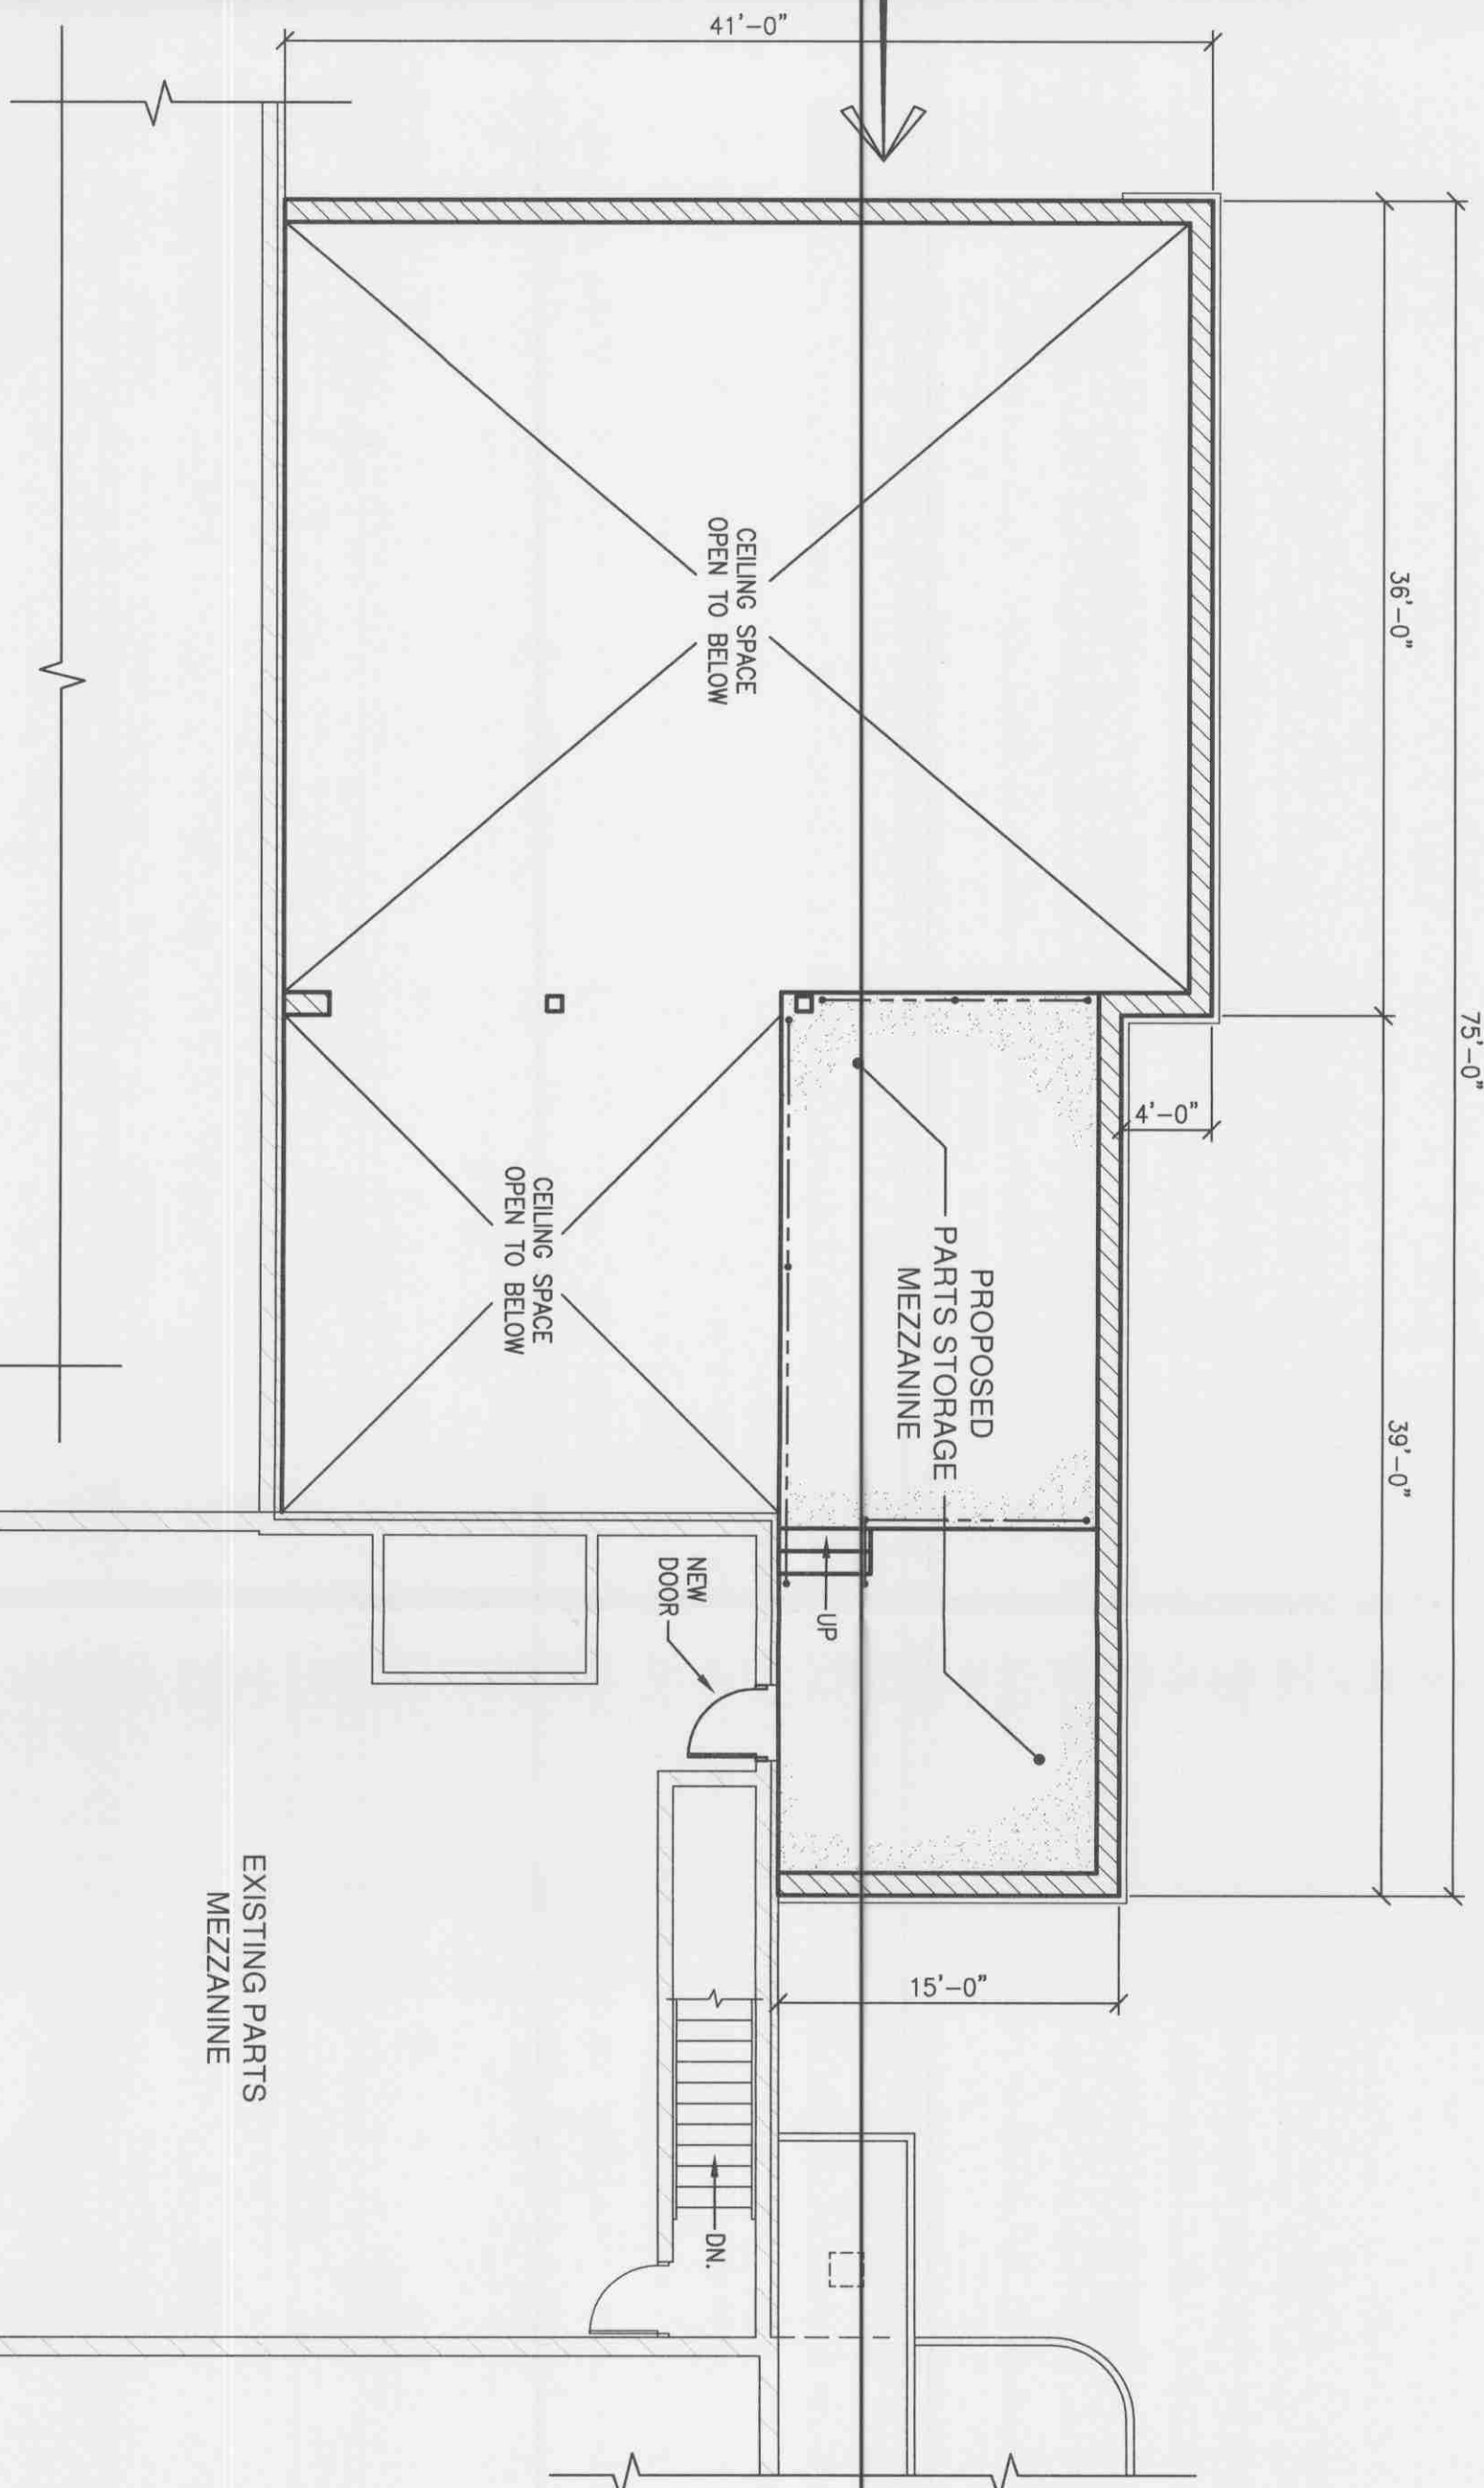 75'-0"
36'-0"
39'-0"
41'-0"
4'-0"
15'-0"
CEILING SPACE
OPEN TO BELOW
PROPOSED
PARTS STORAGE
MEZZANINE
CEILING SPACE
OPEN TO BELOW
UP
NEW
DOOR
DN.
EXISTING PARTS
MEZZANINE